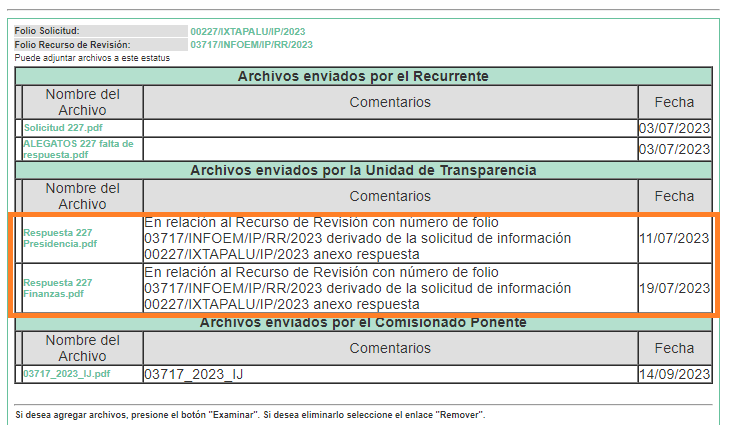 Folio Solicitud: 00227/IXTAPALU/IP/2023
Folio Recurso de Revisión: 03717/INFOEM/IP/RR/2023
Puede adjuntar archivos a este estatus
Archivos enviados por el Recurrente
Nombre del Archivo Comentarios Fecha
Solicitud 227.pdf 03/07/2023
ALEGATOS 227 falta de respuesta.pdf 03/07/2023
Archivos enviados por la Unidad de Transparencia
Nombre del Archivo Comentarios Fecha
Respuesta 227 Presidencia.pdf
En relación al Recurso de Revisión con número de folio
03717/INFOEM/IP/RR/2023 derivado de la solicitud de información
00227/IXTAPALU/IP/2023 anexo respuesta
11/07/2023
Respuesta 227 Finanzas.pdf
En relación al Recurso de Revisión con número de folio
03717/INFOEM/IP/RR/2023 derivado de la solicitud de información
00227/IXTAPALU/IP/2023 anexo respuesta
19/07/2023
Archivos enviados por el Comisionado Ponente
Nombre del Archivo Comentarios Fecha
03717_2023_IJ.pdf 03717_2023_IJ 14/09/2023
Si desea agregar archivos, presione el botón "Examinar". Si desea eliminarlo seleccione el enlace "Remover".